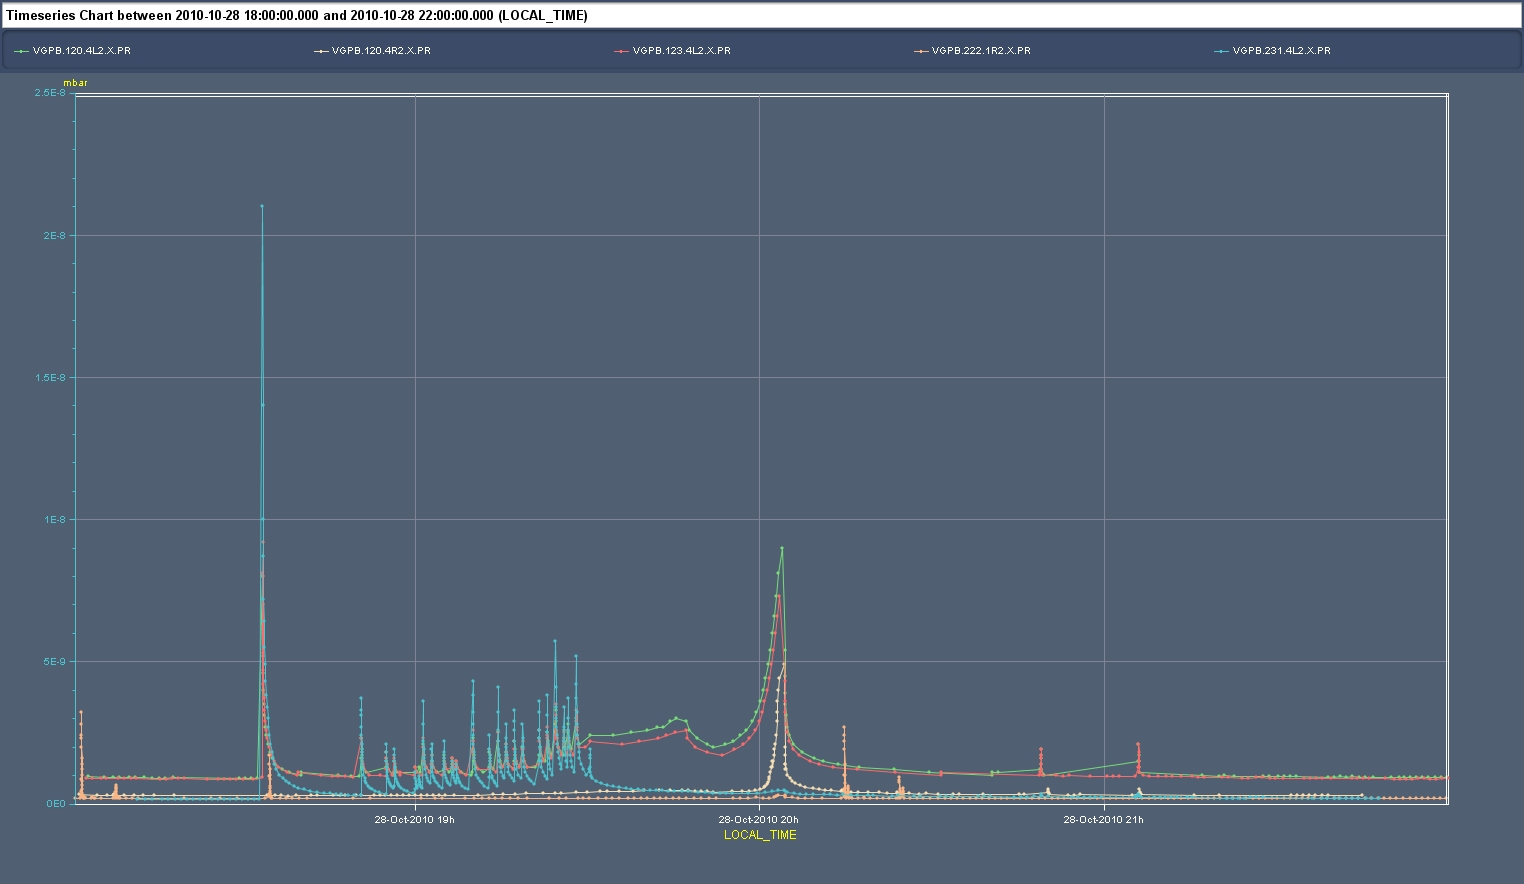 Timeseries Chart between 2010-10-28 18:00:00.000 and 2010-10-28 22:00:00.000 (LOCAL_TIME)
VGPB.120.4L2.X.PR VGPB.120.4R2.X.PR VGPB.123.4L2.X.PR VGPB.222.1R2.X.PR VGPB.231.4L2.X.PR
mbar
2.5E-8
2E-8
1.5E-8
1E-8
5E-9
0E0
28-Oct-2010 19h 28-Oct-2010 20h 28-Oct-2010 21h
LOCAL_TIME